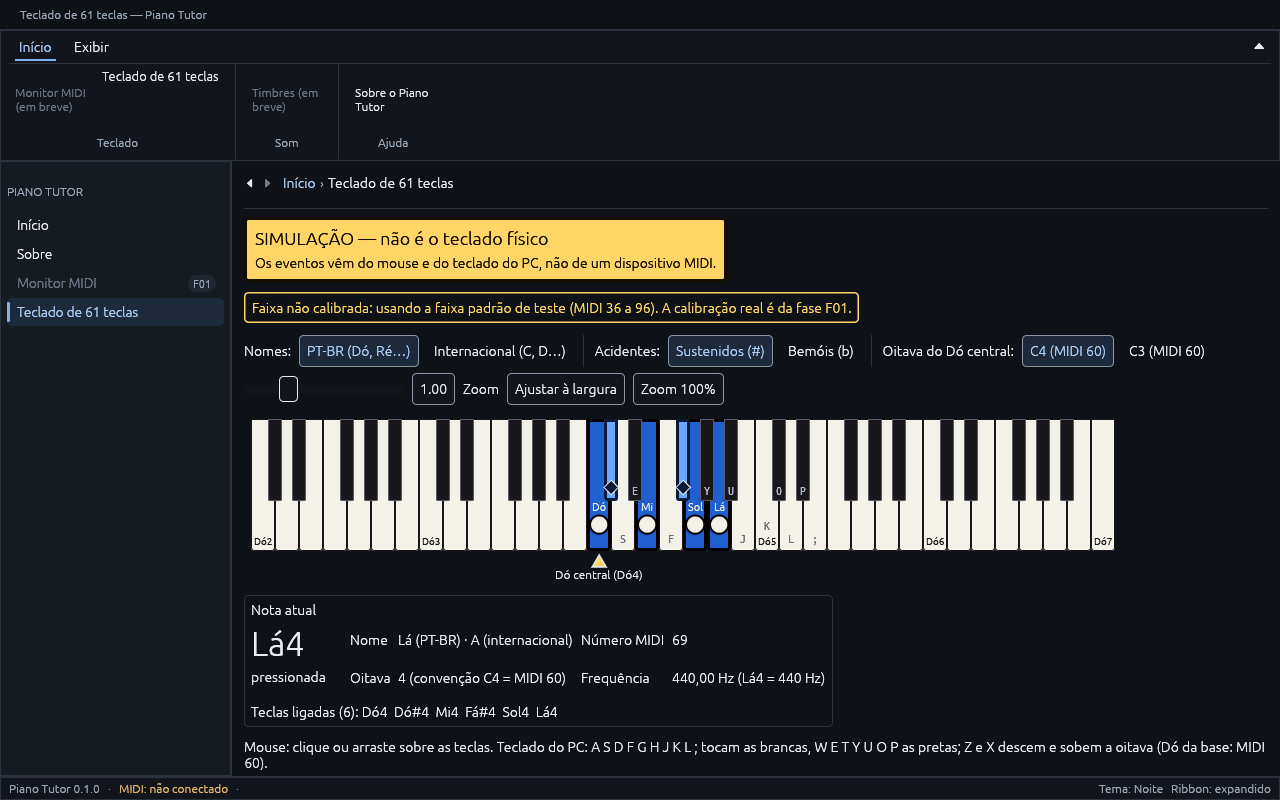 Teclado de 61 teclas — Piano Tutor
Início Exibir
Teclado de 61 teclas
Monitor MIDI
(em breve)
Teclado
Timbres (em
breve)
Som
Sobre o Piano
Tutor
Ajuda
PIANO TUTOR
Início
Sobre
Monitor MIDI F01
Teclado de 61 teclas
Início › Teclado de 61 teclas
SIMULAÇÃO — não é o teclado físico
Os eventos vêm do mouse e do teclado do PC, não de um dispositivo MIDI.
Faixa não calibrada: usando a faixa padrão de teste (MIDI 36 a 96). A calibração real é da fase F01.
Nomes: PT-BR (Dó, Ré...) Internacional (C, D...) Acidentes: Sustenidos (#) Bemóis (b) Oitava do Dó central: C4 (MIDI 60) C3 (MIDI 60)
1.00 Zoom Ajustar à largura Zoom 100%
E Y U O P
Dó Mi Sol Lá
K
Dó2 Dó3 S F J Dó5 L ; Dó6 Dó7
Dó central (Dó4)
Nota atual
Lá4
pressionada
Nome Lá (PT-BR) · A (internacional) Número MIDI 69
Oitava 4 (convenção C4 = MIDI 60) Frequência 440,00 Hz (Lá4 = 440 Hz)
Teclas ligadas (6): Dó4 Dó#4 Mi4 Fá#4 Sol4 Lá4
Mouse: clique ou arraste sobre as teclas. Teclado do PC: A S D F G H J K L ; tocam as brancas, W E T Y U O P as pretas; Z e X descem e sobem a oitava (Dó da base: MIDI
60).
Piano Tutor 0.1.0 · MIDI: não conectado ·
Tema: Noite Ribbon: expandido